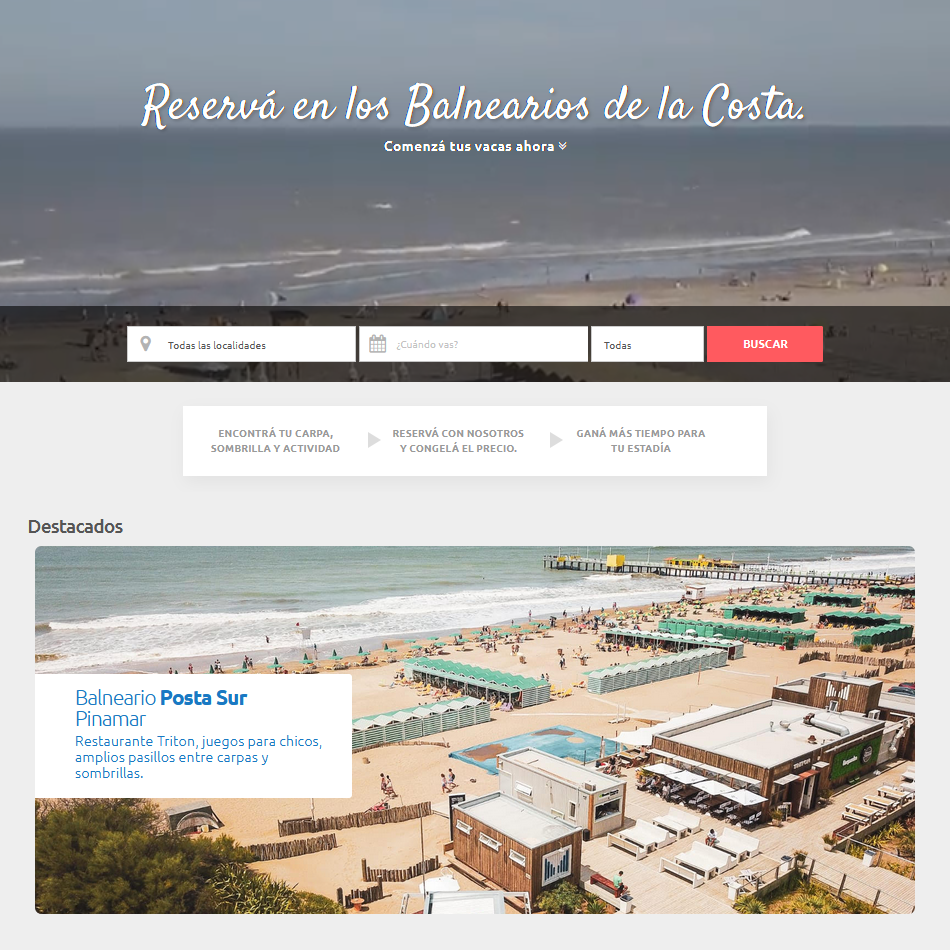 Reservá en los Balnearios de la Costa.
Comenzá tus vacas ahora
Todas las localidades
¿Cuándo vas?
Todas
BUSCAR
ENCONTRÁ TU CARPA,
SOMBRILLA Y ACTIVIDAD
RESERVÁ CON NOSOTROS
Y CONGELÁ EL PRECIO.
GANÁ MÁS TIEMPO PARA
TU ESTADÍA
Destacados
Balneario Posta Sur
Pinamar
Restaurante Triton, juegos para chicos,
amplios pasillos entre carpas y
sombrillas.